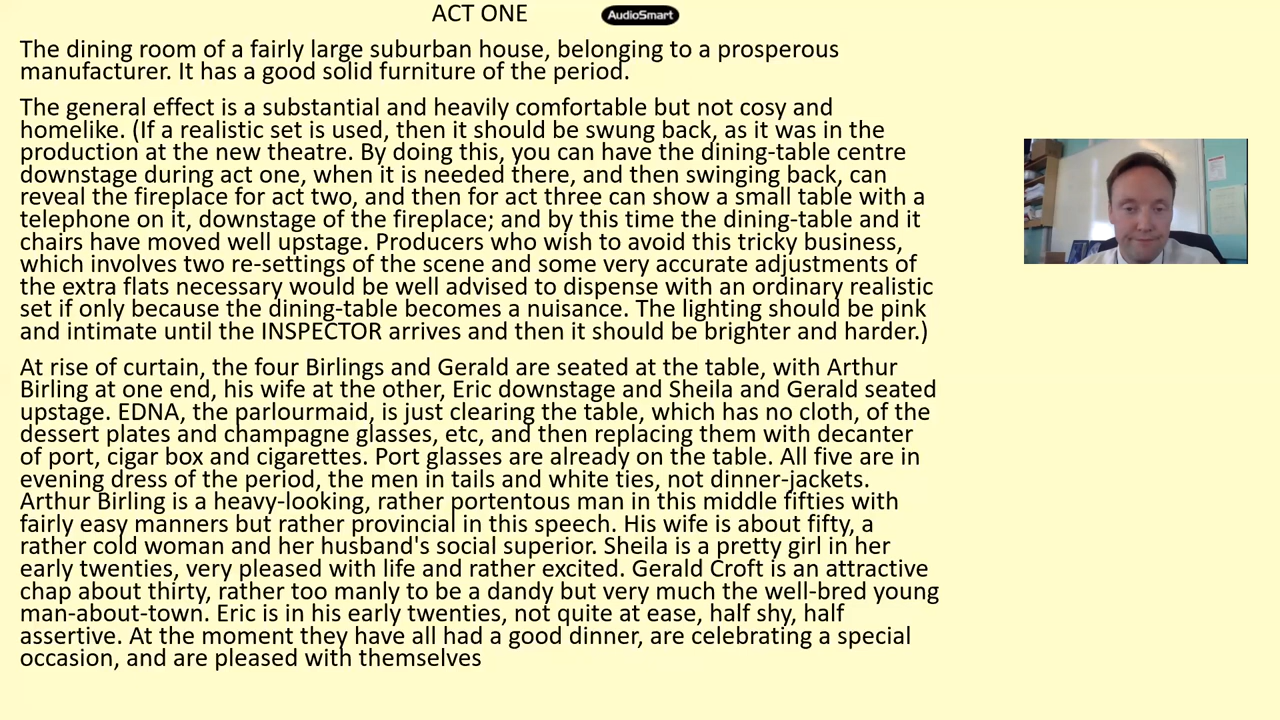 ACT ONE
AudioSmart
The dining room of a fairly large suburban house, belonging to a prosperous
manufacturer. It has a good solid furniture of the period.
The general effect is a substantial and heavily comfortable but not cosy and
homelike. (If a realistic set is used, then it should be swung back, as it was in the
production at the new theatre. By doing this, you can have the dining-table centre
downstage during act one, when it is needed there, and then swinging back, can
reveal the fireplace for act two, and then for act three can show a small table with a
telephone on it, downstage of the fireplace; and by this time the dining-table and it
chairs have moved well upstage. Producers who wish to avoid this tricky business,
which involves two re-settings of the scene and some very accurate adjustments of
the extra flats necessary would be well advised to dispense with an ordinary realistic
set if only because the dining-table becomes a nuisance. The lighting should be pink
and intimate until the INSPECTOR arrives and then it should be brighter and harder.)
At rise of curtain, the four Birlings and Gerald are seated at the table, with Arthur
Birling at one end, his wife at the other, Eric downstage and Sheila and Gerald seated
upstage. EDNA, the parlourmaid, is just clearing the table, which has no cloth, of the
dessert plates and champagne glasses, etc, and then replacing them with decanter
of port, cigar box and cigarettes. Port glasses are already on the table. All five are in
evening dress of the period, the men in tails and white ties, not dinner-jackets.
Arthur Birling is a heavy-looking, rather portentous man in this middle fifties with
fairly easy manners but rather provincial in this speech. His wife is about fifty, a
rather cold woman and her husband's social superior. Sheila is a pretty girl in her
early twenties, very pleased with life and rather excited. Gerald Croft is an attractive
chap about thirty, rather too manly to be a dandy but very much the well-bred young
man-about-town. Eric is in his early twenties, not quite at ease, half shy, half
assertive. At the moment they have all had a good dinner, are celebrating a special
occasion, and are pleased with themselves